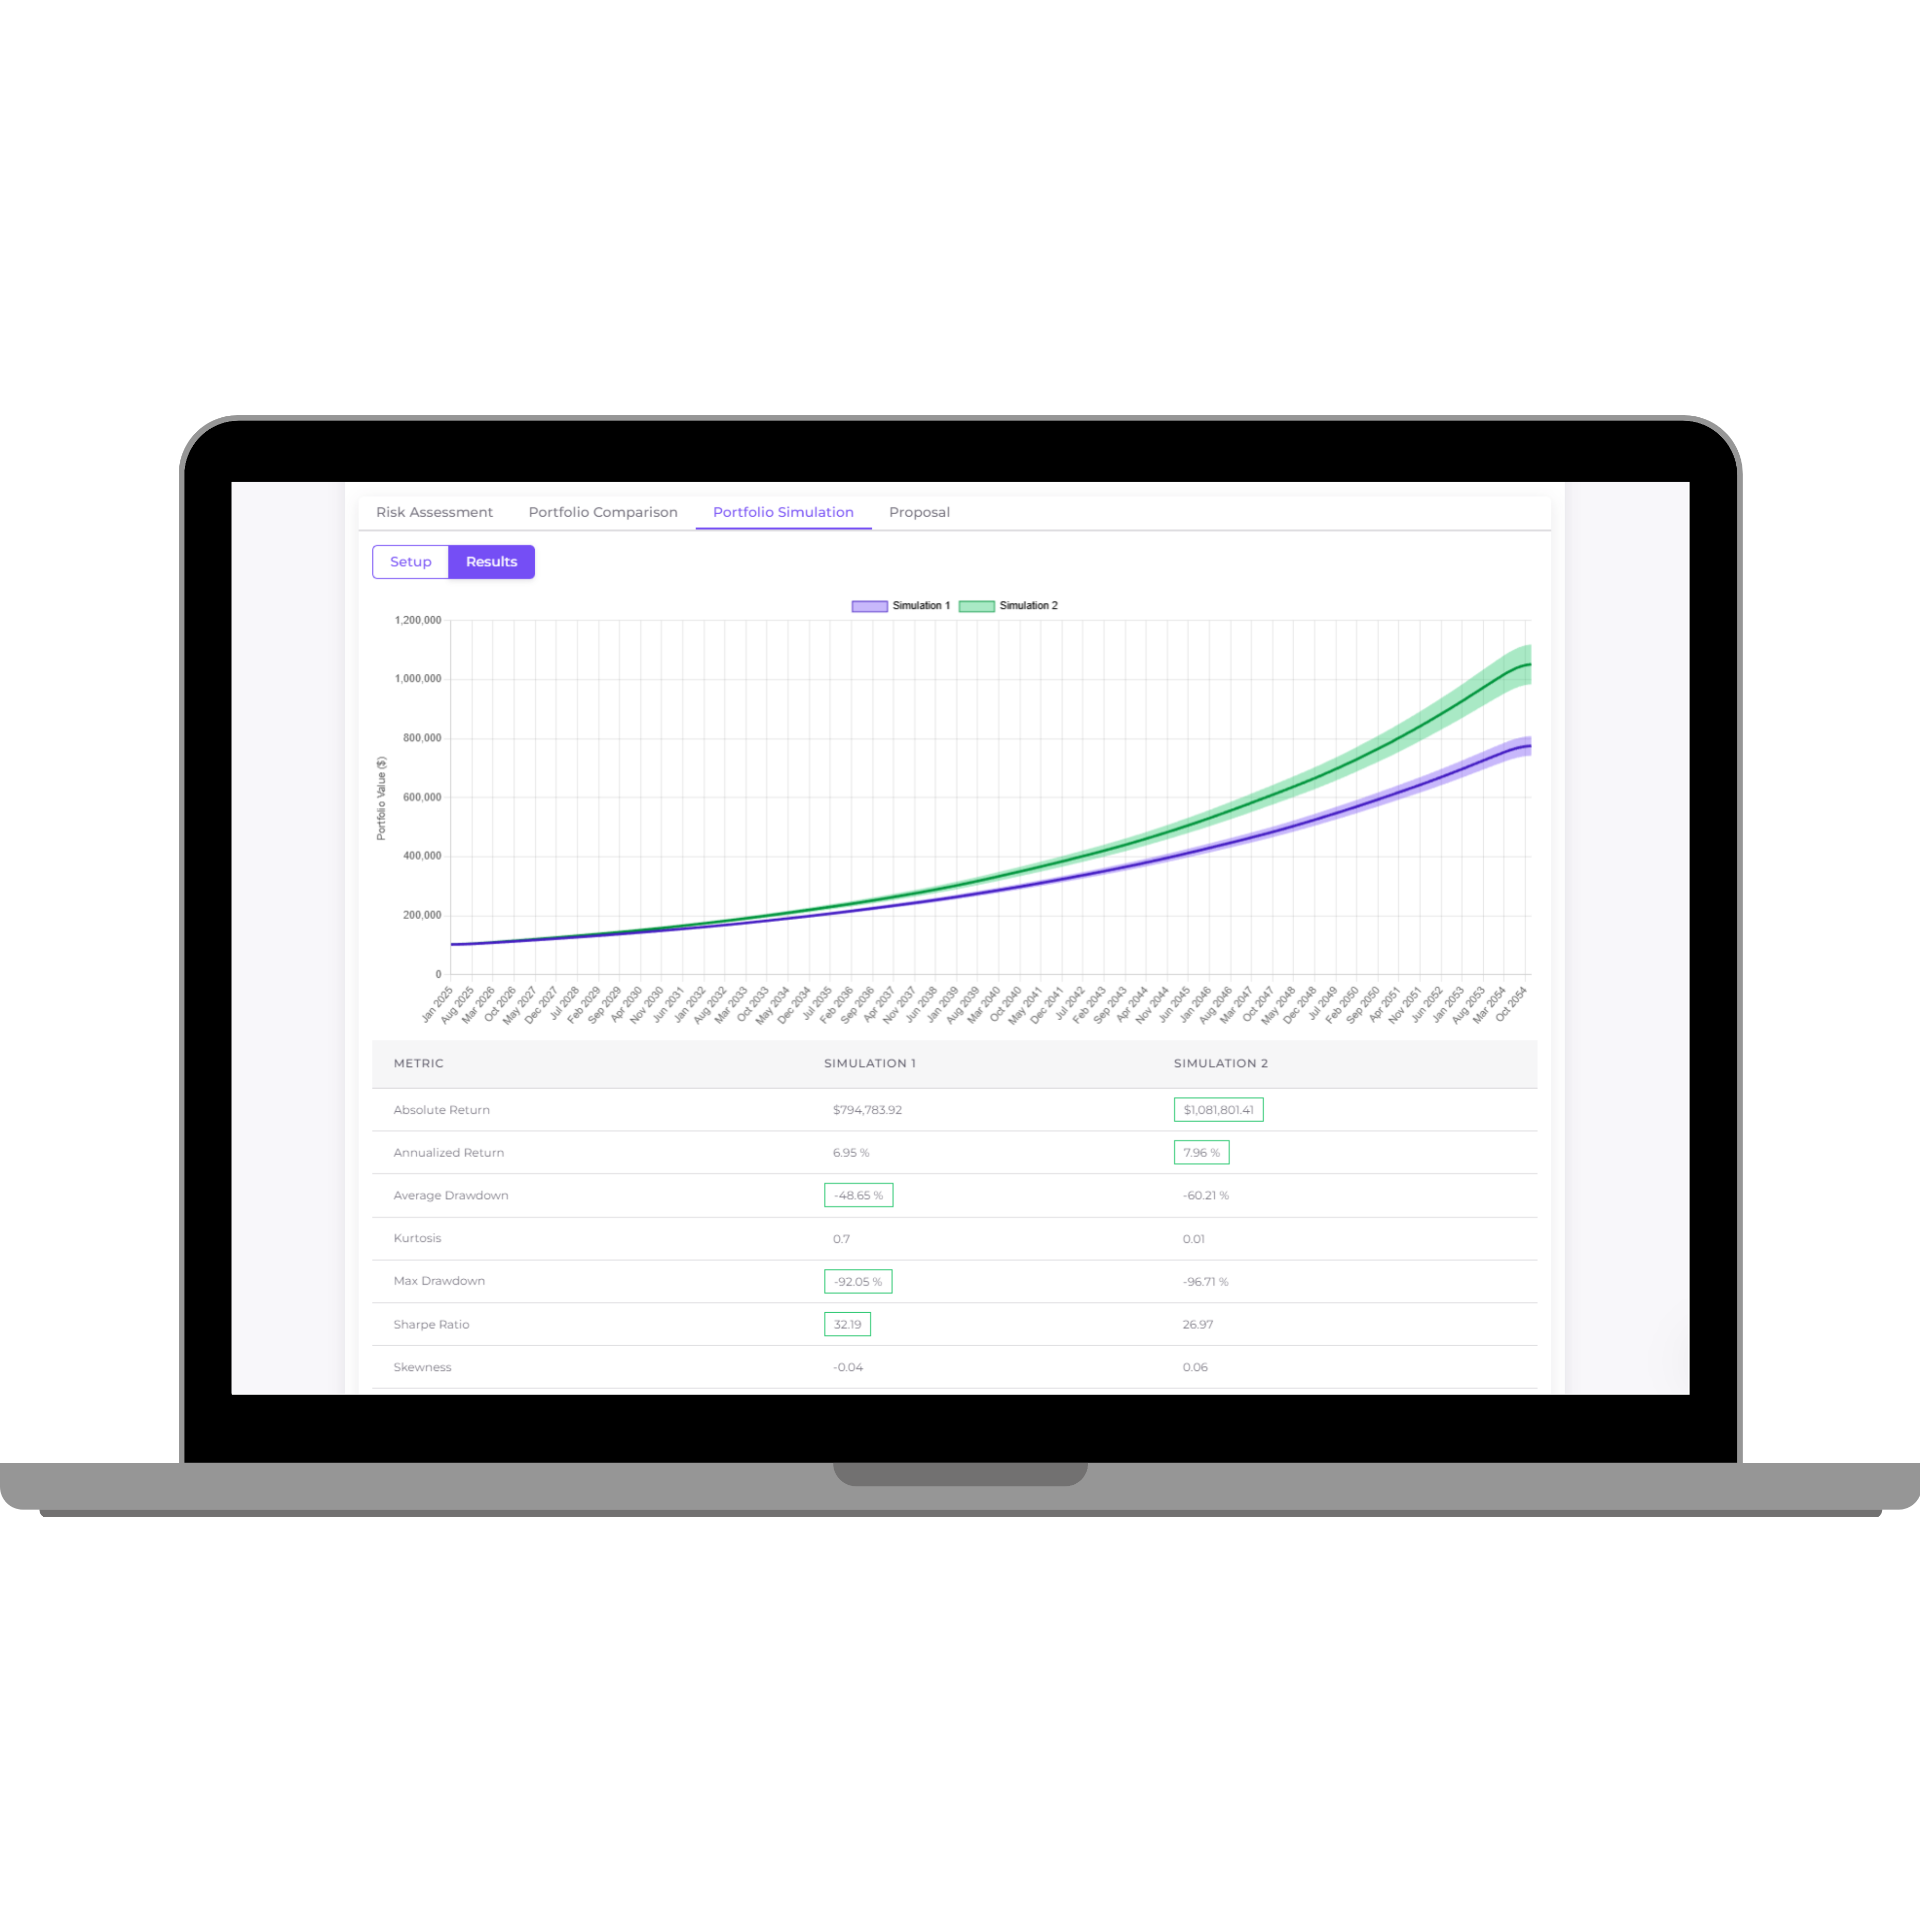 Risk Assessment Portfolio Comparison Portfolio Simulation Proposal
Setup Results
Simulation 1 Simulation 2
1,200,000
1,000,000
800,000
600,000
400,000
200,000
0
Portfolio Value ($)
Jan 2025 Aug 2025 Mar 2026 Oct 2026 May 2027 Dec 2027 Jul 2028 Feb 2029 Sep 2029 Apr 2030 Nov 2030 Jun 2031 Jan 2032 Aug 2032 Mar 2033 Oct 2033 May 2034 Dec 2034 Jul 2035 Feb 2036 Sep 2036 Apr 2037 Nov 2037 Jun 2038 Jan 2039 Aug 2039 Mar 2040 Oct 2040 May 2041 Dec 2041 Jul 2042 Feb 2043 Sep 2043 Apr 2044 Nov 2044 Jun 2045 Jan 2046 Aug 2046 Mar 2047 Oct 2047 May 2048 Dec 2048 Jul 2049 Feb 2050 Sep 2050 Apr 2051 Nov 2051 Jun 2052 Jan 2053 Aug 2053 Mar 2054 Oct 2054
METRIC SIMULATION 1 SIMULATION 2
Absolute Return $794,783.92 $1,081,801.41
Annualized Return 6.95 % 7.96 %
Average Drawdown -48.65 % -60.21 %
Kurtosis 0.7 0.01
Max Drawdown -92.05 % -96.71 %
Sharpe Ratio 32.19 26.97
Skewness -0.04 0.06